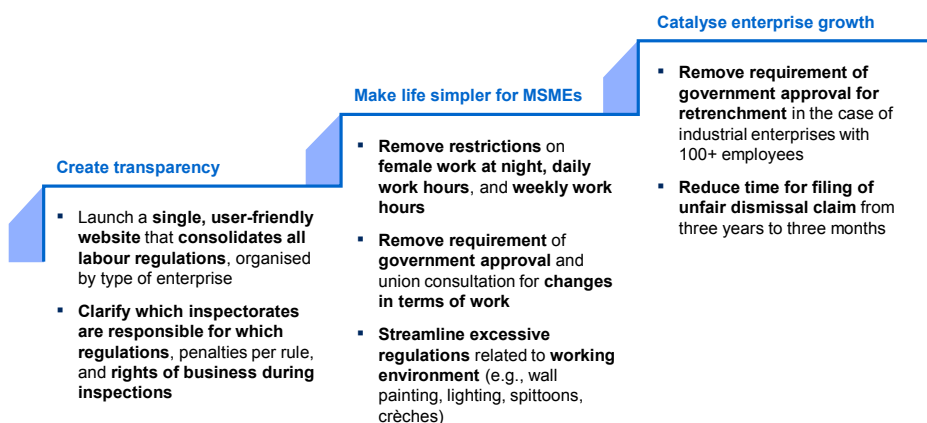 Create transparency
▪ Launch a single, user-friendly
website that consolidates all
labour regulations, organised
by type of enterprise
▪ Clarify which inspectorates
are responsible for which
regulations, penalties per rule,
and rights of business during
inspections
Make life simpler for MSMEs
▪ Remove restrictions on
female work at night, daily
work hours, and weekly work
hours
▪ Remove requirement of
government approval and
union consultation for changes
in terms of work
▪ Streamline excessive
regulations related to working
environment (e.g., wall
painting, lighting, spittoons,
crèches)
Catalyse enterprise growth
▪ Remove requirement of
government approval for
retrenchment in the case of
industrial enterprises with
100+ employees
▪ Reduce time for filing of
unfair dismissal claim from
three years to three months